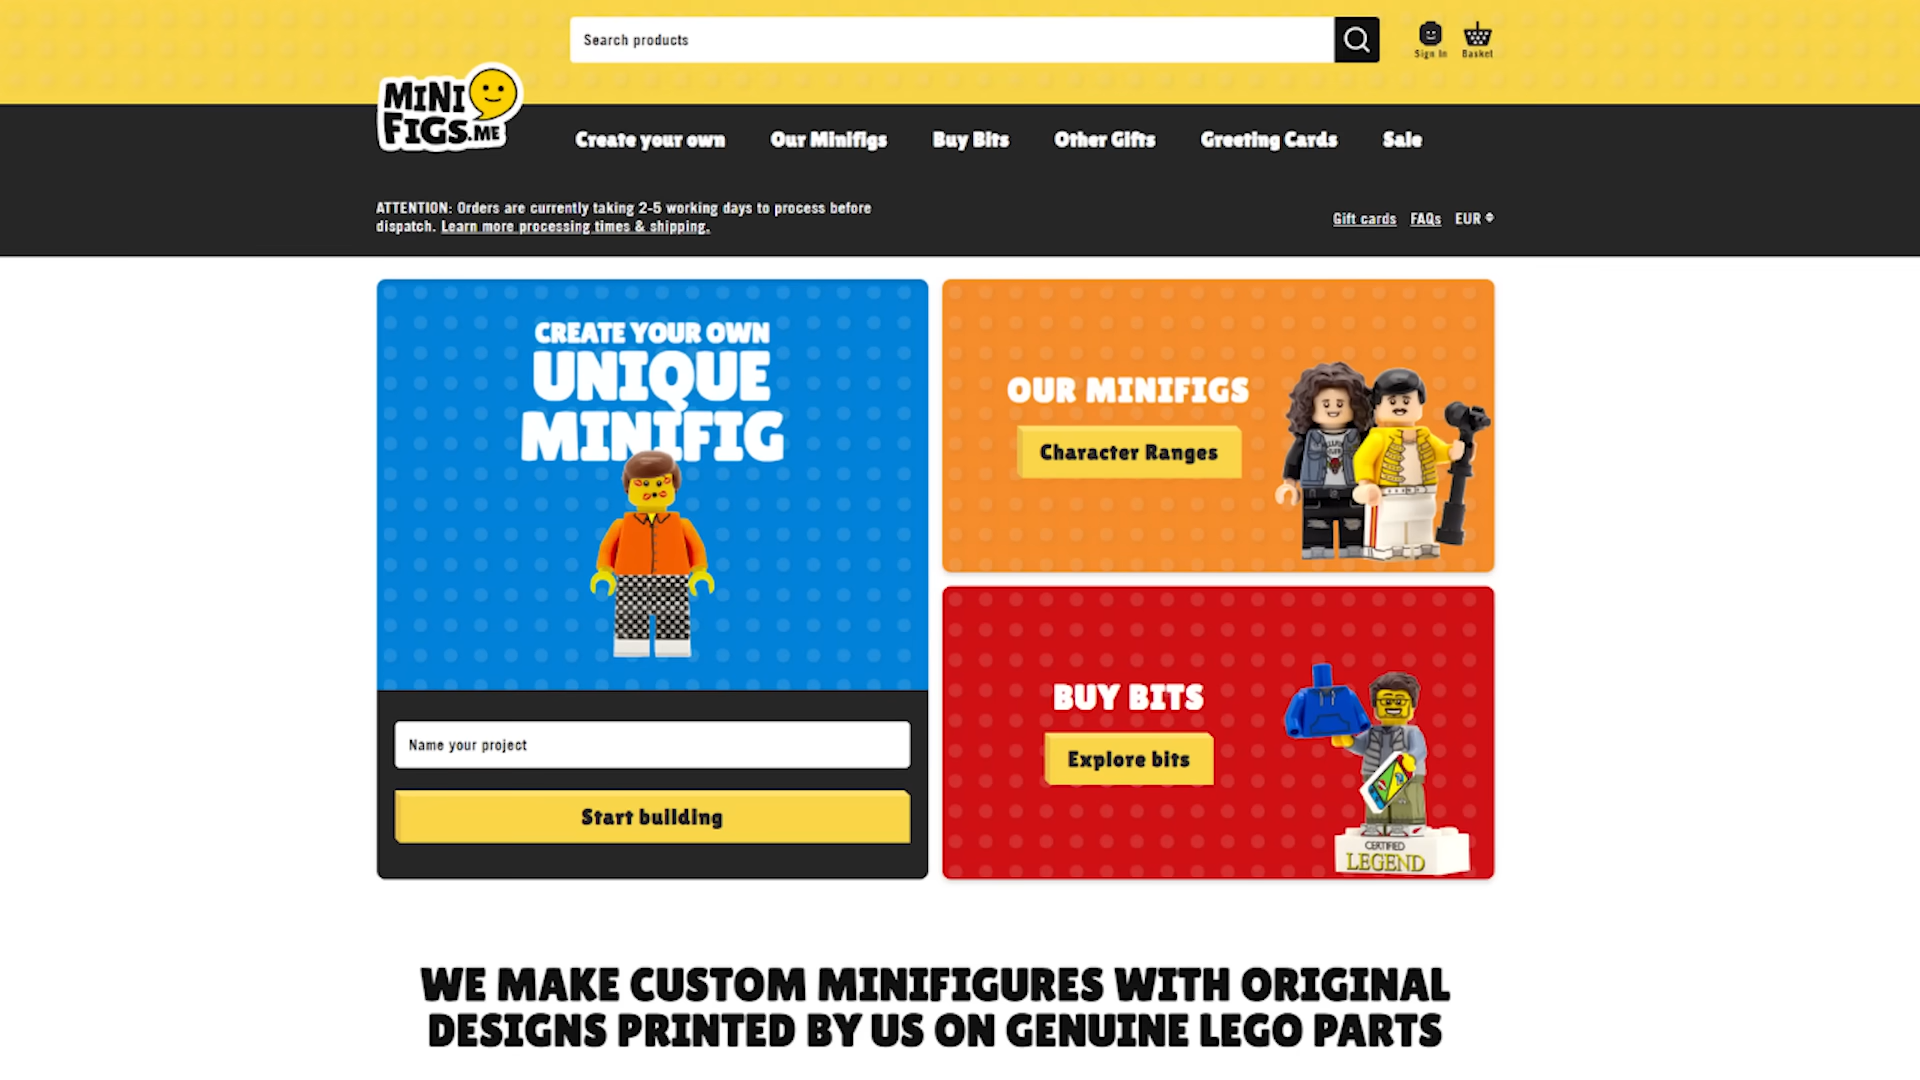 Search products
Sign In
Basket
MINI
FIGS.ME
Create your own
Our Minifigs
Buy Bits
Other Gifts
Greeting Cards
Sale
ATTENTION: Orders are currently taking 2-5 working days to process before
dispatch. Learn more processing times & shipping.
Gift cards
FAQs
EUR
CREATE YOUR OWN
UNIQUE
MINIFIG
Name your project
Start building
OUR MINIFIGS
Character Ranges
BUY BITS
Explore bits
CERTIFIED
LEGEND
WE MAKE CUSTOM MINIFIGURES WITH ORIGINAL
DESIGNS PRINTED BY US ON GENUINE LEGO PARTS